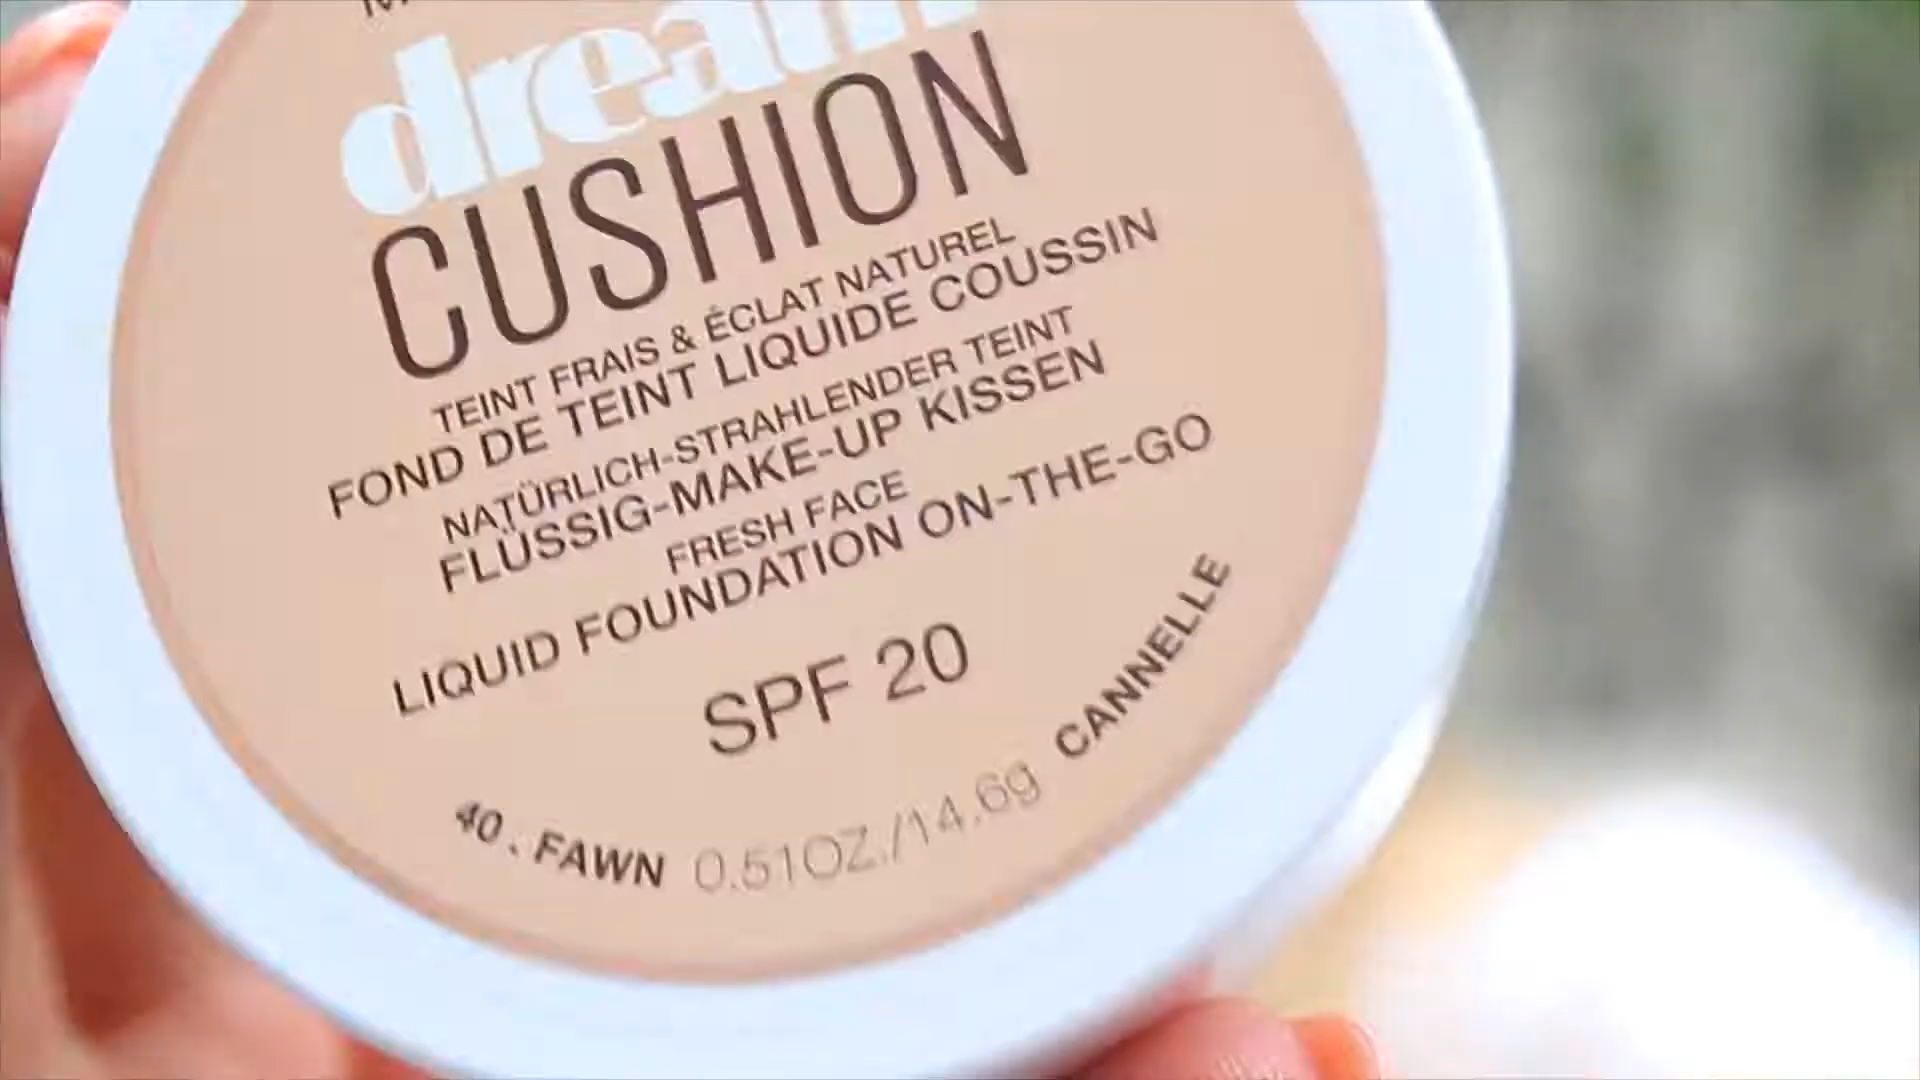 dream
CUSHION
TEINT FRAIS & ÉCLAT NATUREL
FOND DE TEINT LIQUIDE COUSSIN
NATÜRLICH-STRAHLENDER TEINT
FLÜSSIG-MAKE-UP KISSEN
FRESH FACE
LIQUID FOUNDATION ON-THE-GO
SPF 20
40. FAWN 0.51OZ./14.6g CANNELLE